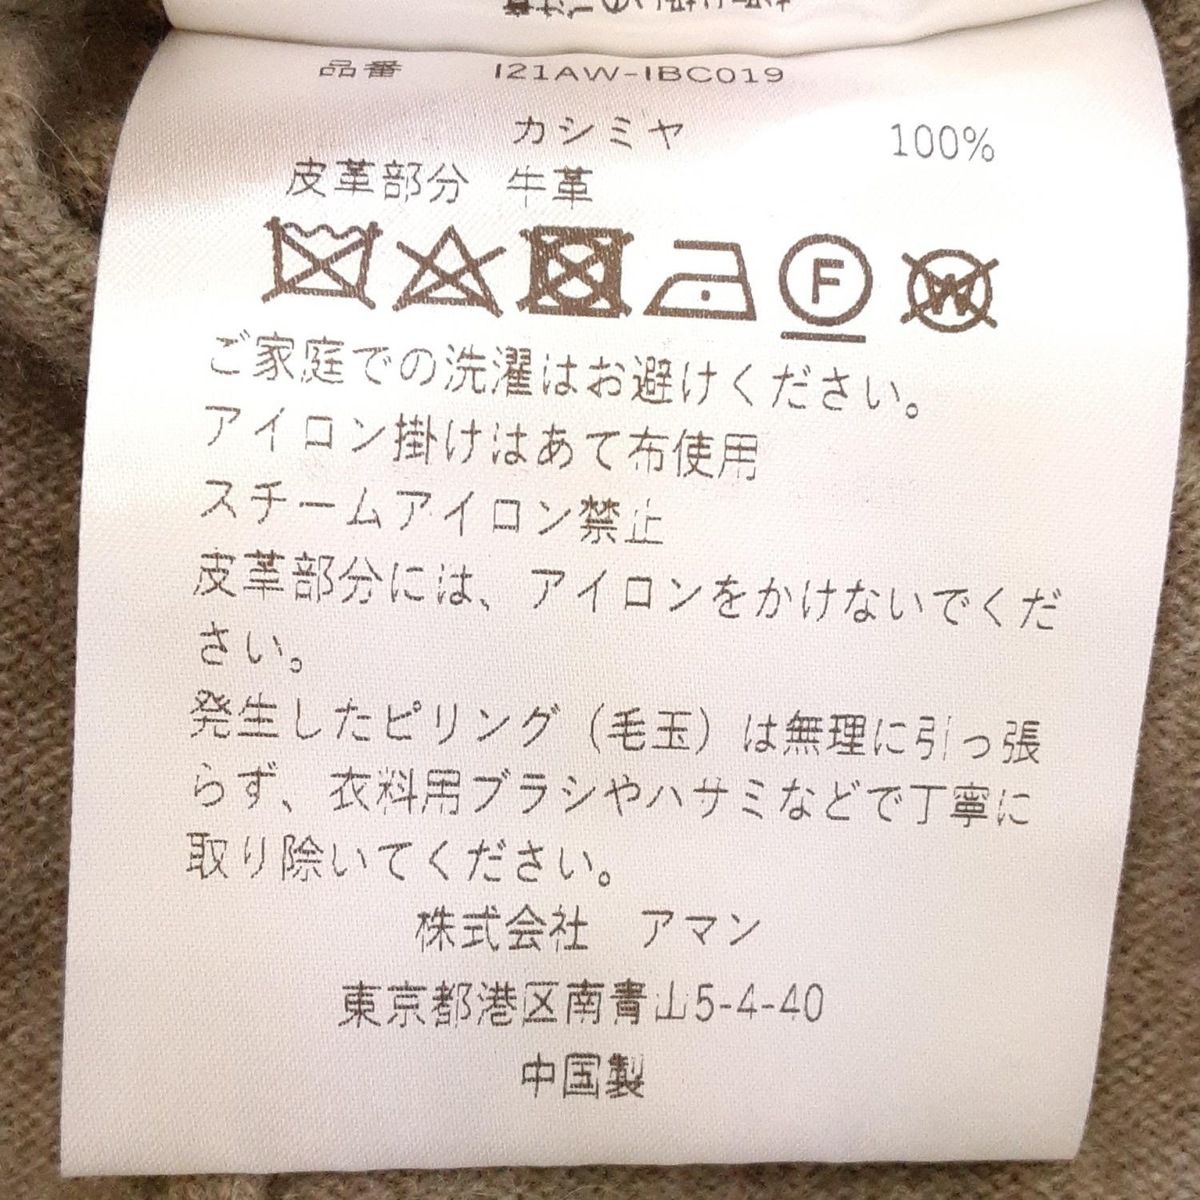 品番 I21AW-IBC019
カシミヤ 100%
皮革部分 牛革
F W
ご家庭での洗濯はお避けください。
アイロン掛けはあて布使用
スチームアイロン禁止
皮革部分には、アイロンをかけないでくだ
さい。
発生したピリング（毛玉）は無理に引っ張
らず、衣料用ブラシやハサミなどで丁寧に
取り除いてください。
株式会社 アマン
東京都港区南青山5-4-40
中国製